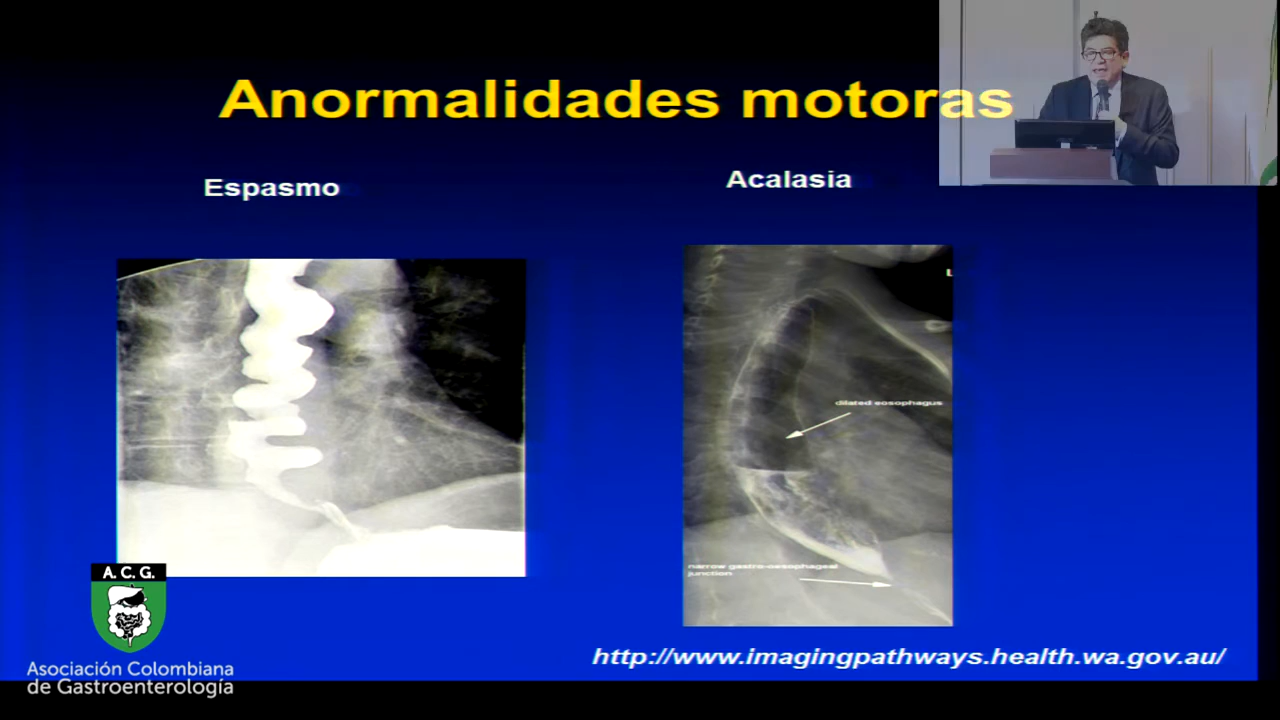 Anormalidades motoras
Espasmo
Acalasia
L
dilated eosophagus
narrow gastro-oesophageal
junction
http://www.imagingpathways.health.wa.gov.au/
A. C. G.
Asociación Colombiana
de Gastroenterología